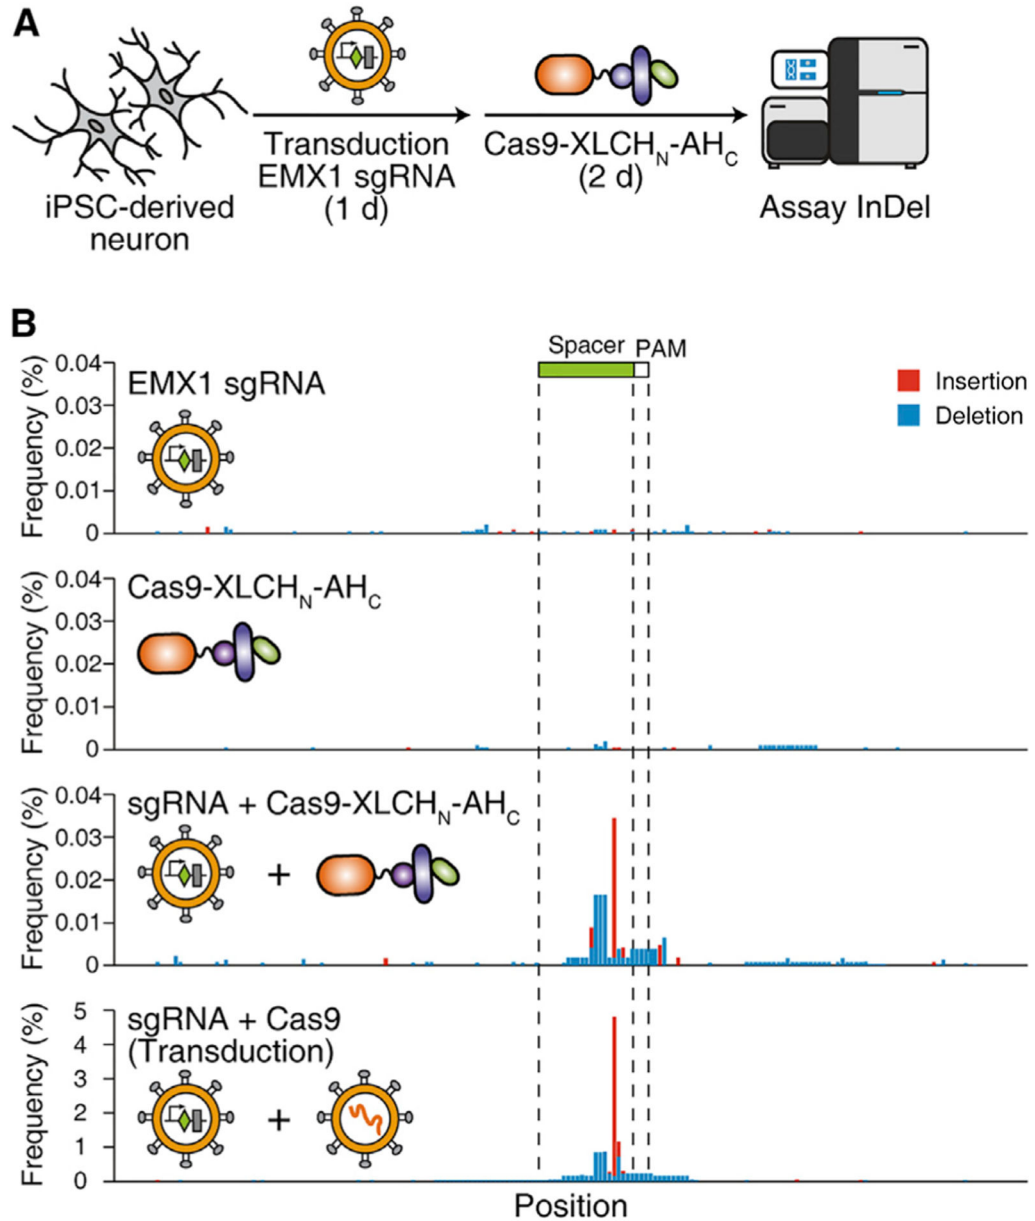 A
Transduction
EMX1 sgRNA
(1 d)
Cas9-XLCHN-AHC
(2 d)
iPSC-derived
neuron
Assay InDel
B
Spacer PAM
Insertion
Deletion
Frequency (%)
0.04
0.03
0.02
0.01
0
EMX1 sgRNA
Frequency (%)
0.04
0.03
0.02
0.01
0
Cas9-XLCHN-AHC
Frequency (%)
0.04
0.03
0.02
0.01
0
sgRNA + Cas9-XLCHN-AHC
+
Frequency (%)
5
4
3
2
1
0
sgRNA + Cas9
(Transduction)
+
Position